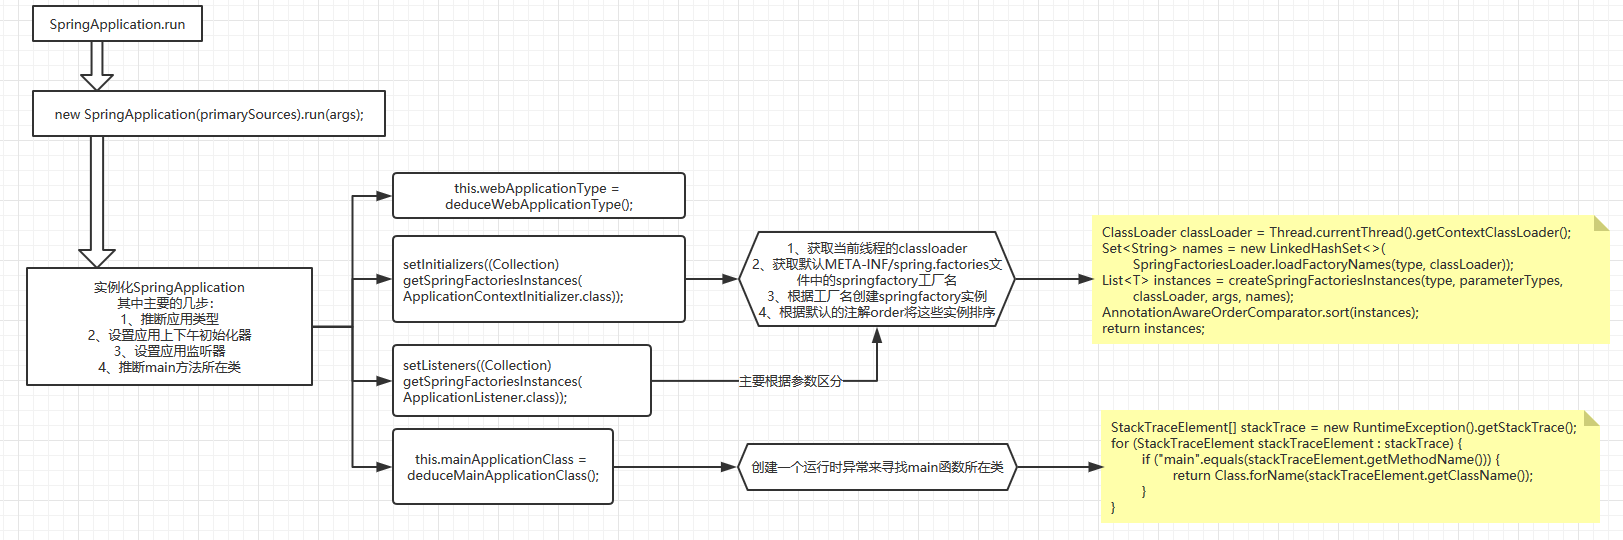 SpringApplication.run
new SpringApplication(primarySources).run(args);
实例化SpringApplication
其中主要的几步：
1、推断应用类型
2、设置应用上下午初始化器
3、设置应用监听器
4、推断main方法所在类
this.webApplicationType =
deduceWebApplicationType();
setInitializers((Collection)
getSpringFactoriesInstances(
ApplicationContextInitializer.class));
setListeners((Collection)
getSpringFactoriesInstances(
ApplicationListener.class));
this.mainApplicationClass =
deduceMainApplicationClass();
1、获取当前线程的classloader
2、获取默认META-INF/spring.factories文
件中的springfactory工厂名
3、根据工厂名创建springfactory实例
4、根据默认的注解order将这些实例排序
主要根据参数区分
创建一个运行时异常来寻找main函数所在类
ClassLoader classLoader = Thread.currentThread().getContextClassLoader();
Set<String> names = new LinkedHashSet<>(
SpringFactoriesLoader.loadFactoryNames(type, classLoader));
List<T> instances = createSpringFactoriesInstances(type, parameterTypes,
classLoader, args, names);
AnnotationAwareOrderComparator.sort(instances);
return instances;
StackTraceElement[] stackTrace = new RuntimeException().getStackTrace();
for (StackTraceElement stackTraceElement : stackTrace) {
if ("main".equals(stackTraceElement.getMethodName())) {
return Class.forName(stackTraceElement.getClassName());
}
}